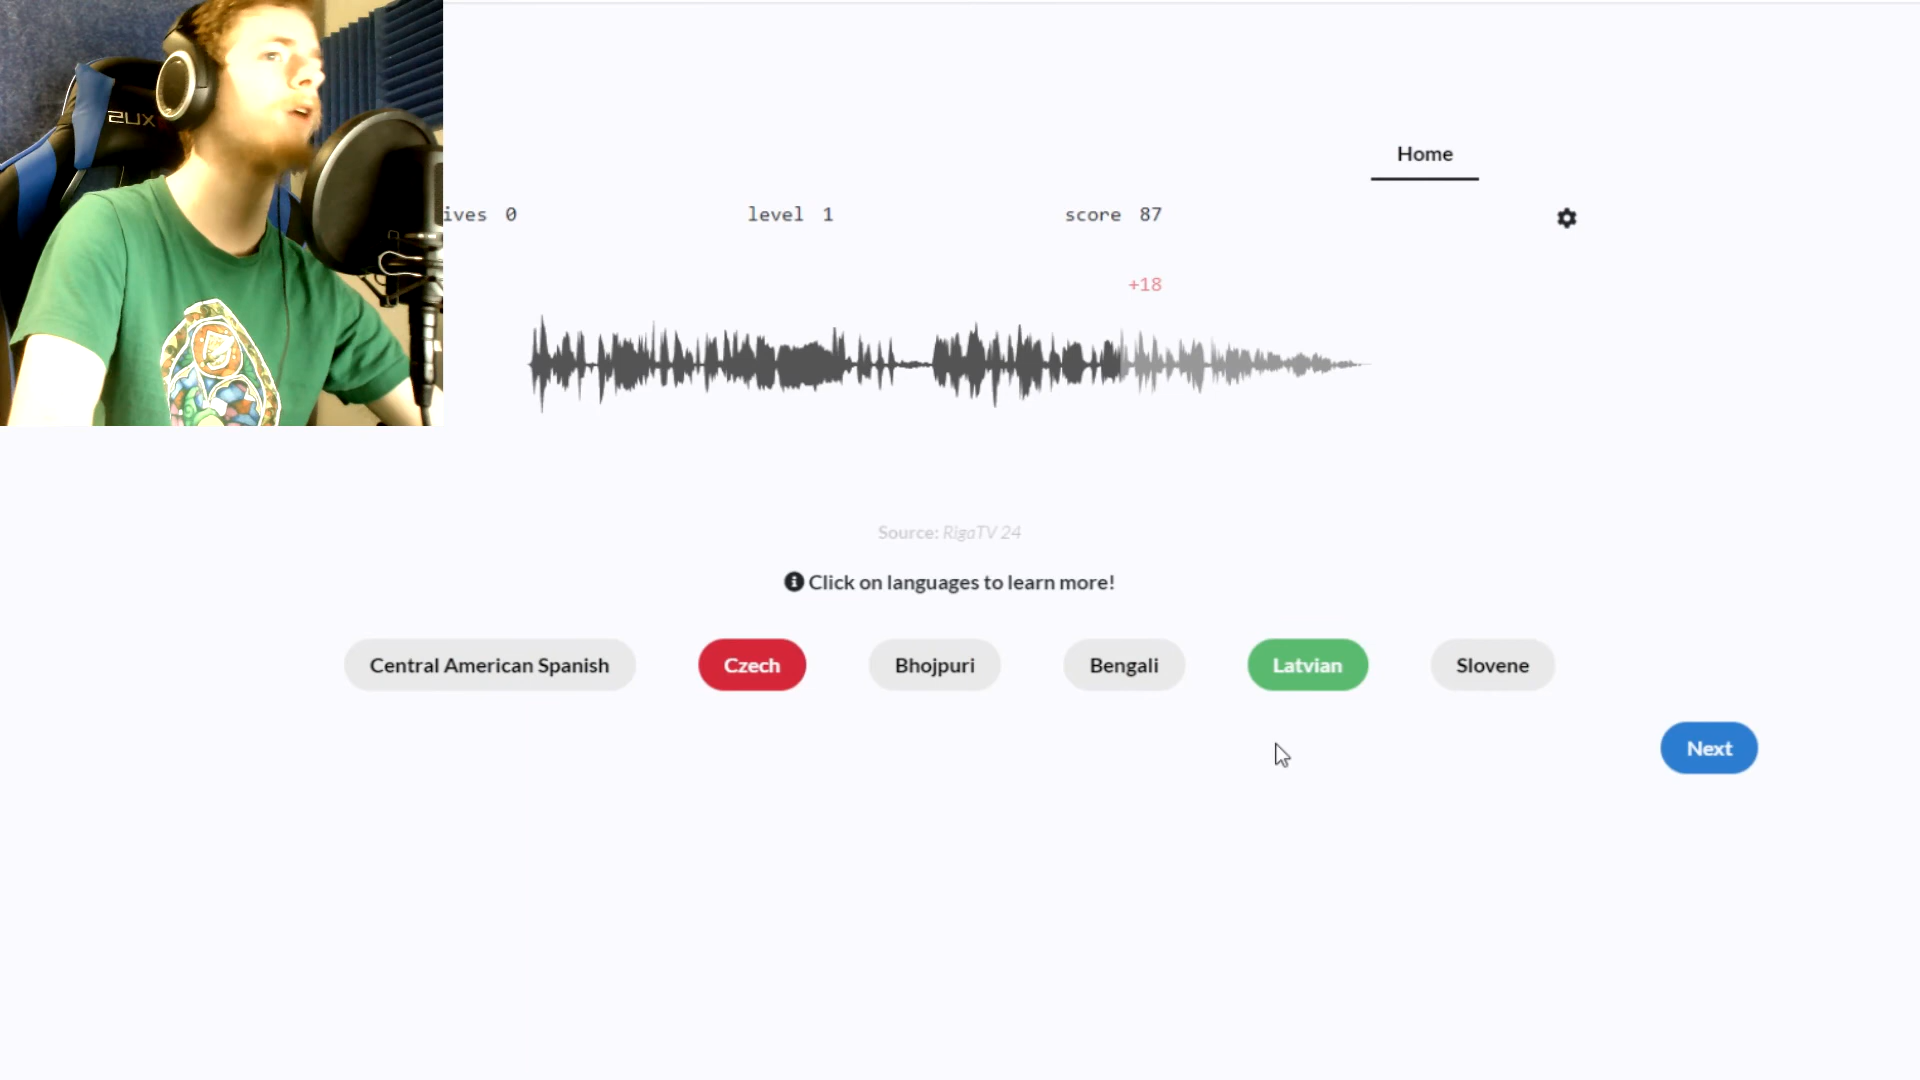 2UX
Home
ives 0 level 1 score 87
+18
Source: RigaTV 24
Click on languages to learn more!
Central American Spanish Czech Bhojpuri Bengali Latvian Slovene
Next